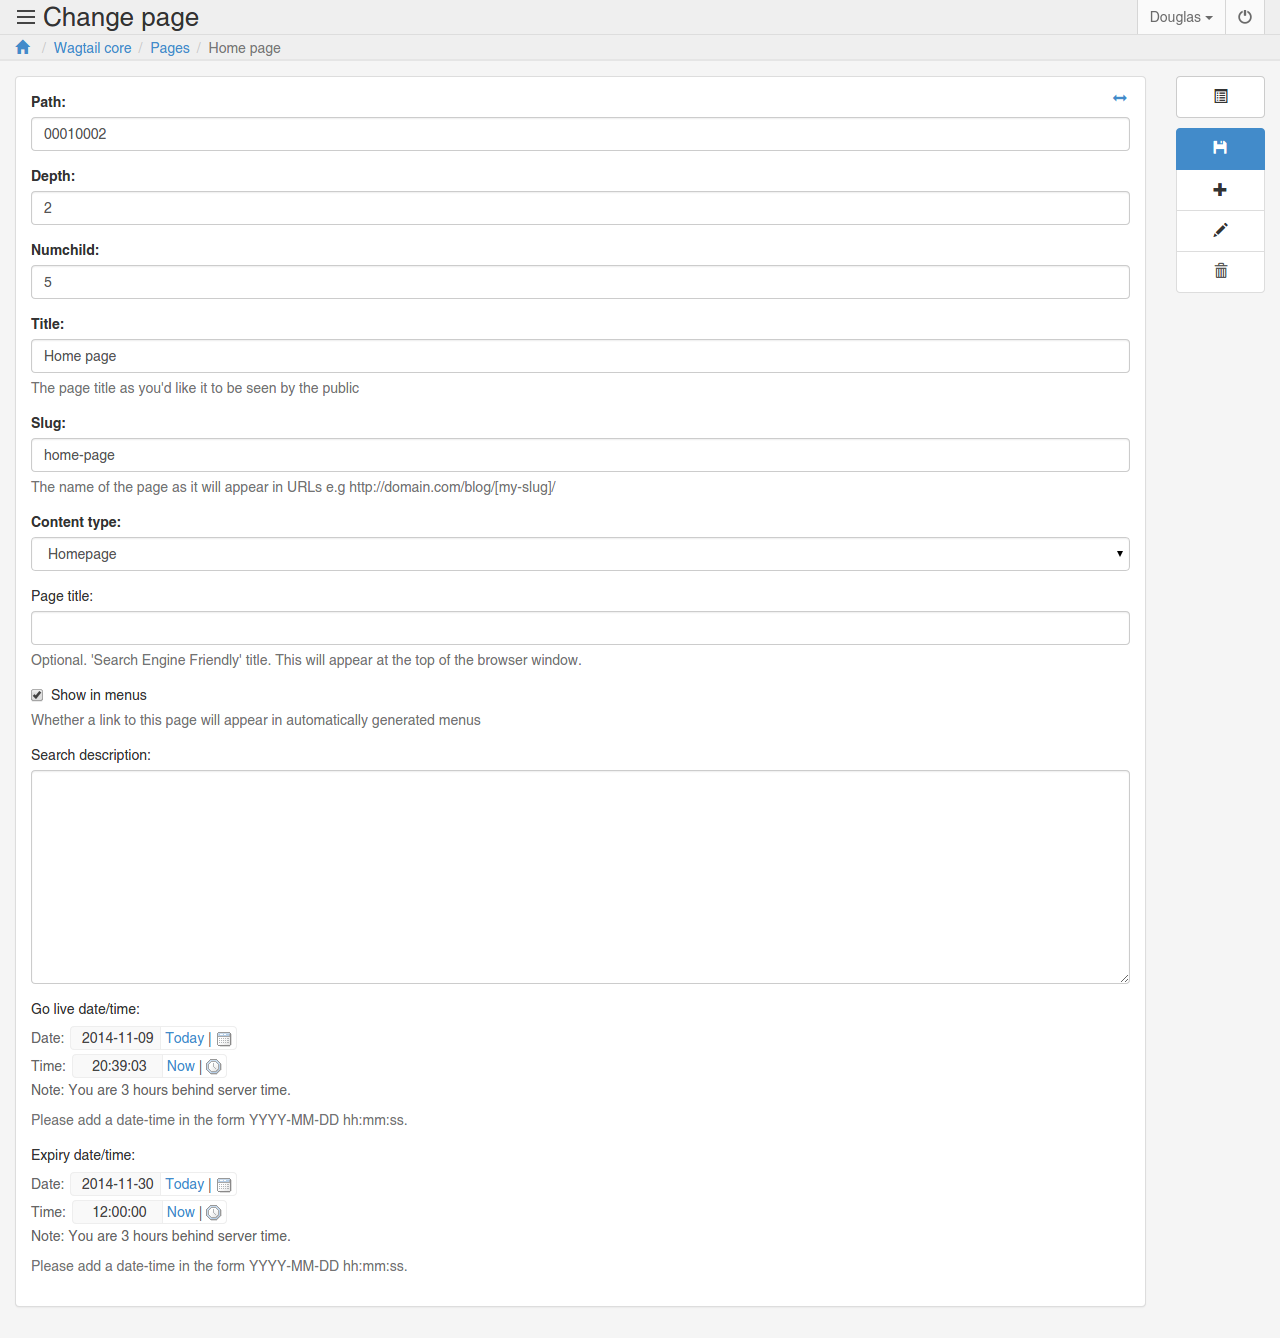 Change page
Douglas
/ Wagtail core / Pages / Home page
Path:
00010002
Depth:
2
Numchild:
5
Title:
Home page
The page title as you'd like it to be seen by the public
Slug:
home-page
The name of the page as it will appear in URLs e.g http://domain.com/blog/[my-slug]/
Content type:
Homepage
Page title:
Optional. 'Search Engine Friendly' title. This will appear at the top of the browser window.
Show in menus
Whether a link to this page will appear in automatically generated menus
Search description:
Go live date/time:
Date: 2014-11-09 Today |
Time: 20:39:03 Now |
Note: You are 3 hours behind server time.
Please add a date-time in the form YYYY-MM-DD hh:mm:ss.
Expiry date/time:
Date: 2014-11-30 Today |
Time: 12:00:00 Now |
Note: You are 3 hours behind server time.
Please add a date-time in the form YYYY-MM-DD hh:mm:ss.